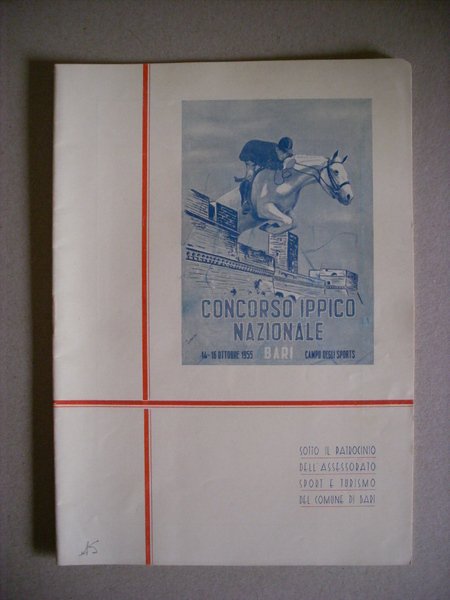 CONCORSO IPPICO
NAZIONALE
14-16 OTTOBRE 1955 BARI CAMPO DEGLI SPORTS
SOTTO IL PATROCINIO
DELL'ASSESSORATO
SPORT E TURISMO
DEL COMUNE DI BARI